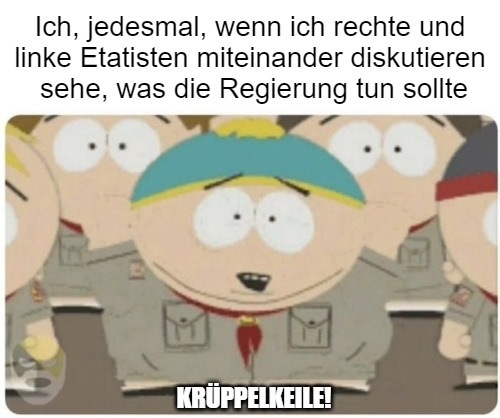 Ich, jedesmal, wenn ich rechte und
linke Etatisten miteinander diskutieren
sehe, was die Regierung tun sollte
KRÜPPELKEILE!